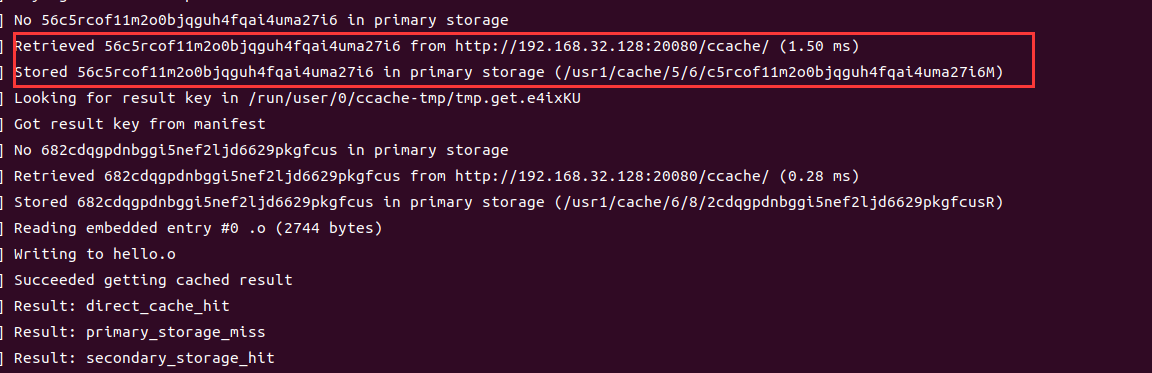 ] No 56c5rcof11m2o0bjqguh4fqai4uma27i6 in primary storage
] Retrieved 56c5rcof11m2o0bjqguh4fqai4uma27i6 from http://192.168.32.128:20080/ccache/ (1.50 ms)
] Stored 56c5rcof11m2o0bjqguh4fqai4uma27i6 in primary storage (/usr1/cache/5/6/c5rcof11m2o0bjqguh4fqai4uma27i6M)
] Looking for result key in /run/user/0/ccache-tmp/tmp.get.e4ixKU
] Got result key from manifest
] No 682cdqgpdnbggi5nef2ljd6629pkgfcus in primary storage
] Retrieved 682cdqgpdnbggi5nef2ljd6629pkgfcus from http://192.168.32.128:20080/ccache/ (0.28 ms)
] Stored 682cdqgpdnbggi5nef2ljd6629pkgfcus in primary storage (/usr1/cache/6/8/2cdqgpdnbggi5nef2ljd6629pkgfcusR)
] Reading embedded entry #0 .o (2744 bytes)
] Writing to hello.o
] Succeeded getting cached result
] Result: direct_cache_hit
] Result: primary_storage_miss
] Result: secondary_storage_hit